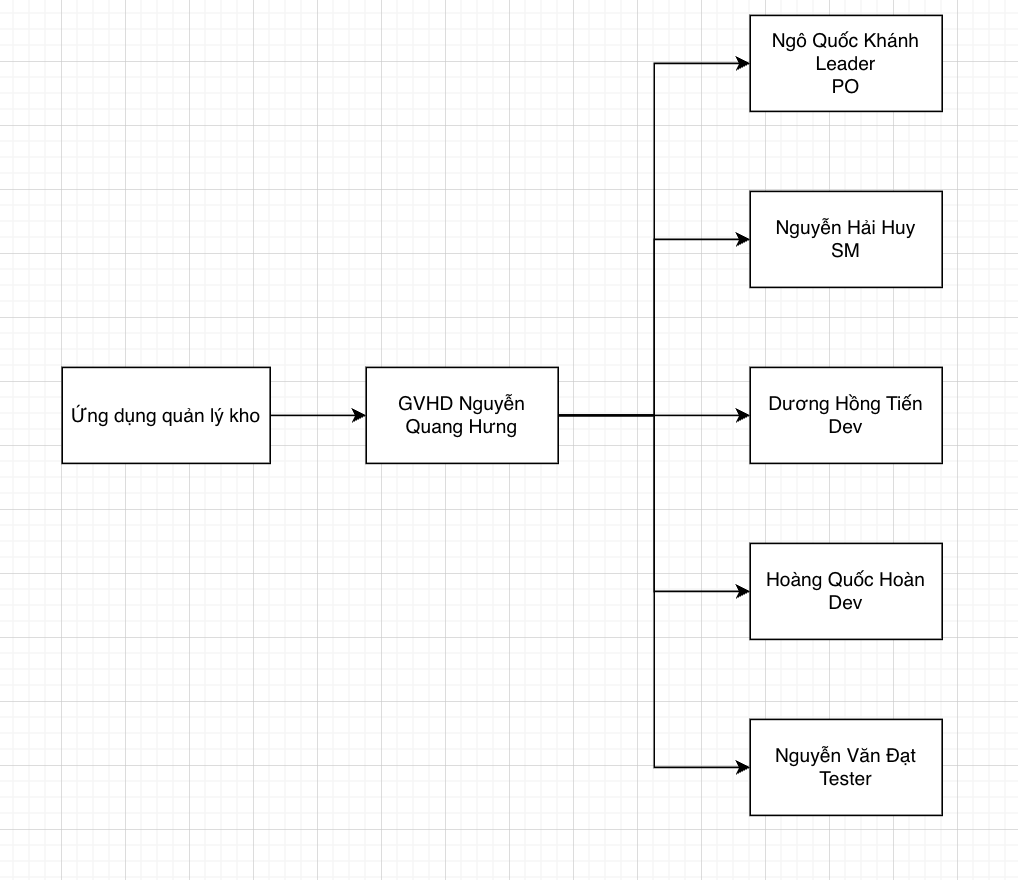 Ngô Quốc Khánh
Leader
PO
Nguyễn Hải Huy
SM
Ứng dụng quản lý kho
GVHD Nguyễn
Quang Hưng
Dương Hồng Tiến
Dev
Hoàng Quốc Hoàn
Dev
Nguyễn Văn Đạt
Tester